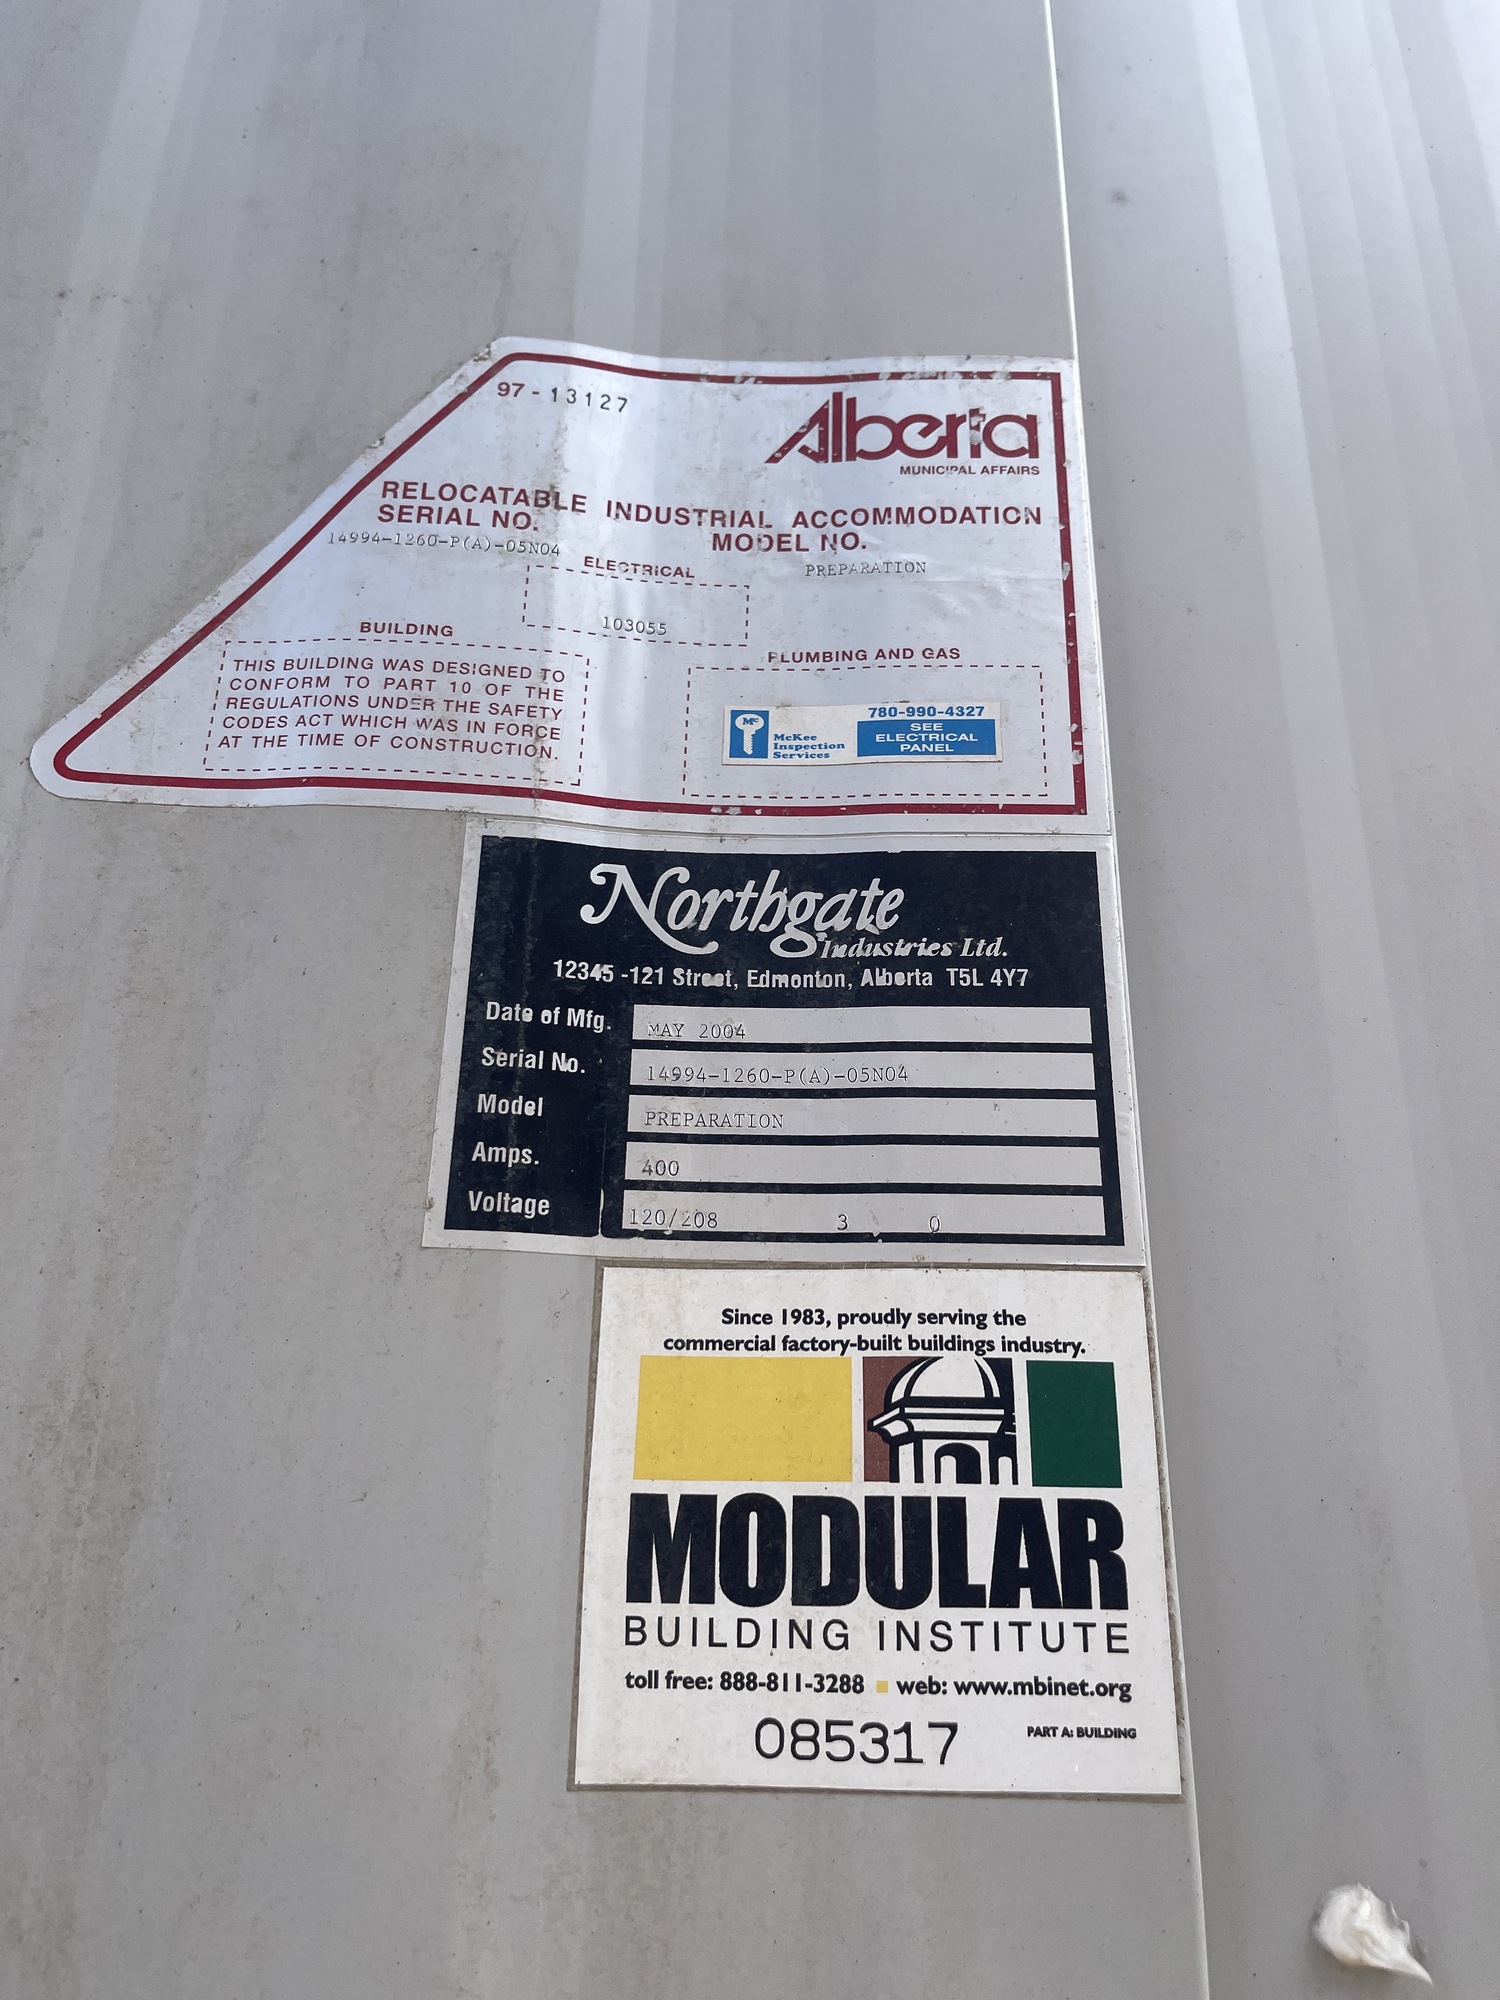 97 - 13127
Alberta
MUNICIPAL AFFAIRS
RELOCATABLE INDUSTRIAL ACCOMMODATION
SERIAL NO.
14994-1260-P(A)-05N04
MODEL NO.
PREPARATION
ELECTRICAL
103055
BUILDING
THIS BUILDING WAS DESIGNED TO
CONFORM TO PART 10 OF THE
REGULATIONS UNDER THE SAFETY
CODES ACT WHICH WAS IN FORCE
AT THE TIME OF CONSTRUCTION.
PLUMBING AND GAS
Mc
McKee
Inspection
Services
780-990-4327
SEE
ELECTRICAL
PANEL
Northgate
Industries Ltd.
12345 -121 Street, Edmonton, Alberta T5L 4Y7
Date of Mfg. MAY 2004
Serial No. 14994-1260-P(A)-05N04
Model PREPARATION
Amps. 400
Voltage 120/208 3 Ø
Since 1983, proudly serving the
commercial factory-built buildings industry.
MODULAR
BUILDING INSTITUTE
toll free: 888-811-3288 ■ web: www.mbinet.org
085317 PART A: BUILDING